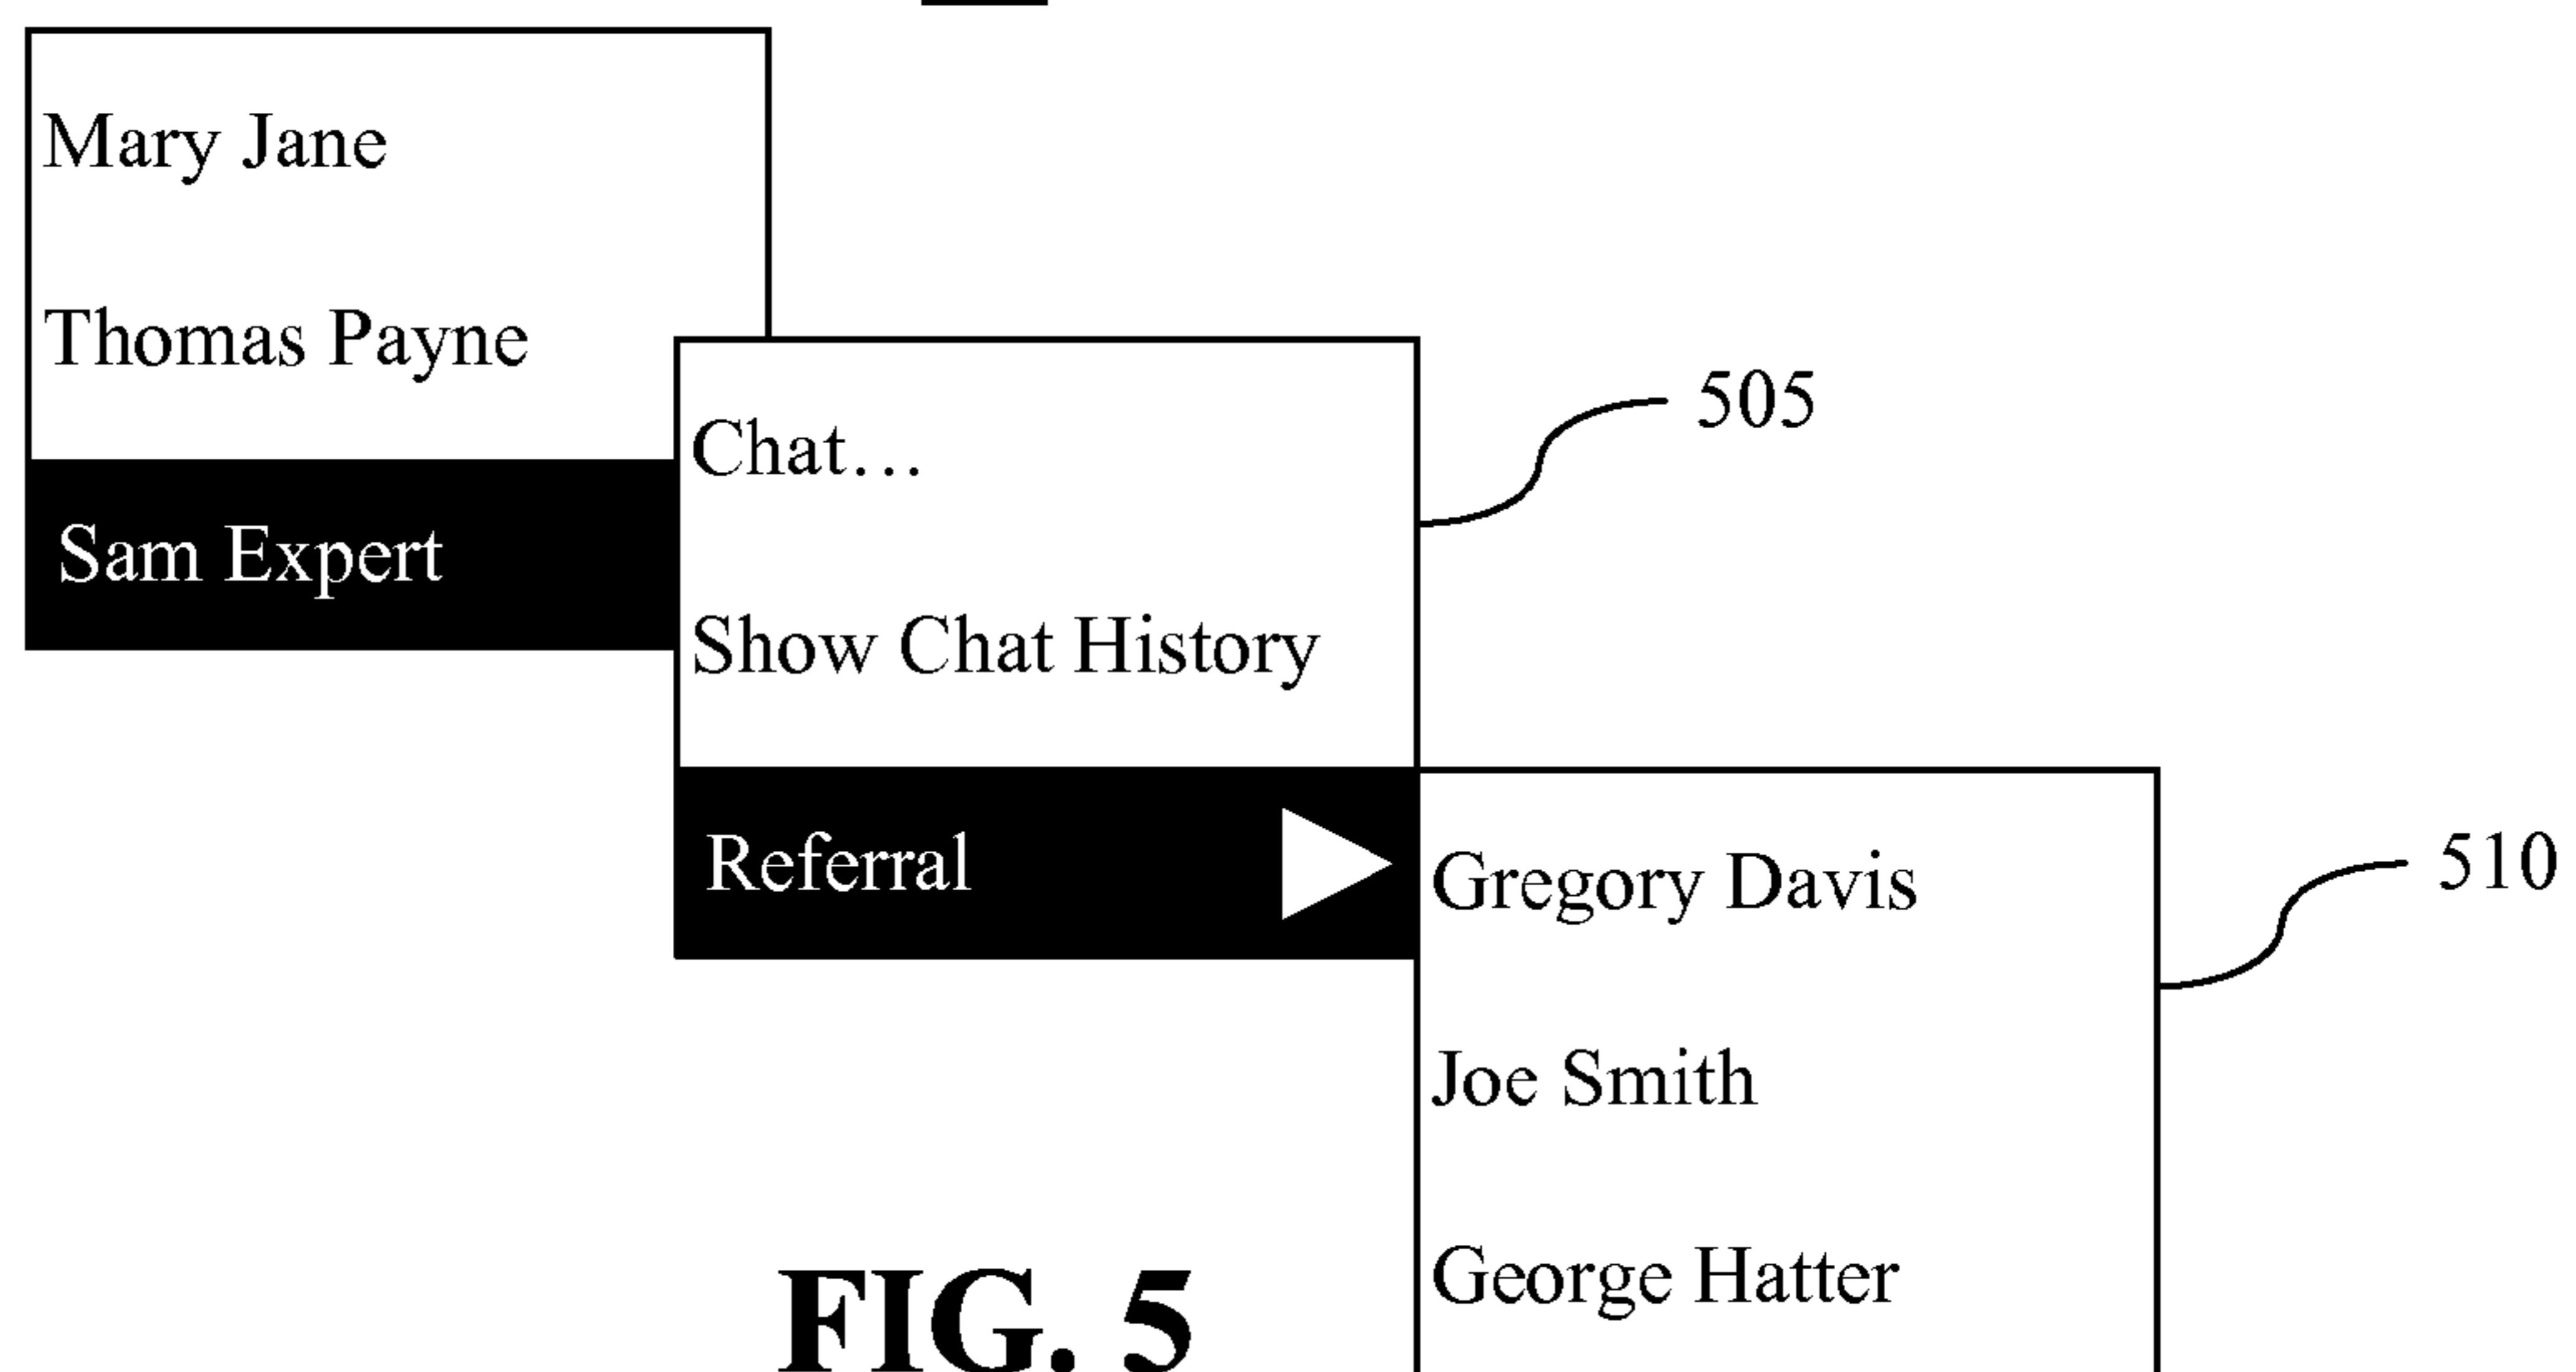 Mary Jane
Thomas Payne
Sam Expert
Chat...
Show Chat History
Referral
505
Gregory Davis
Joe Smith
George Hatter
510
FIG. 5